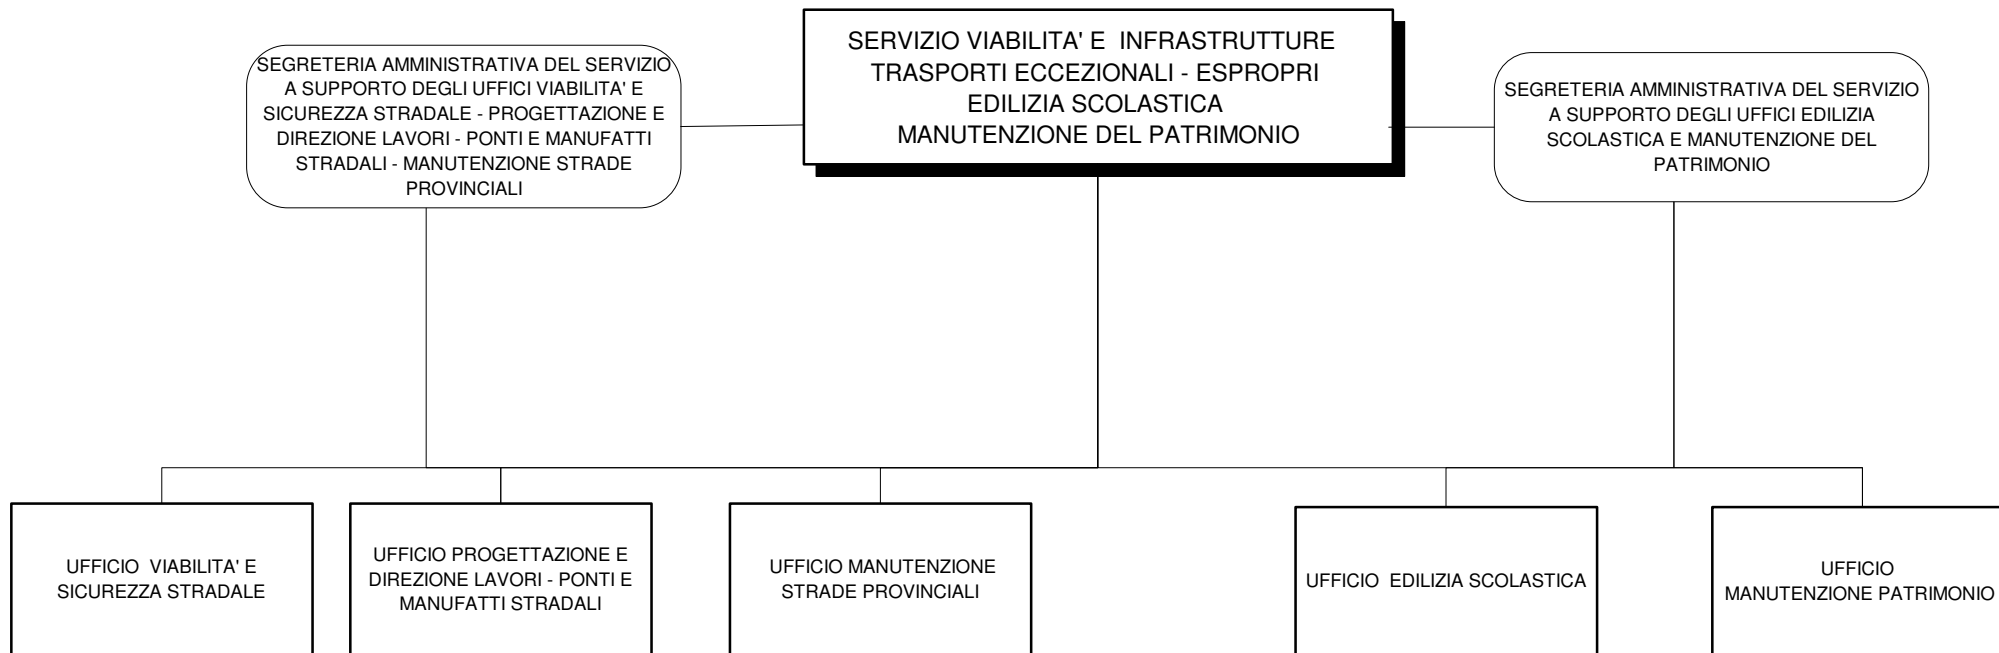 SEGRETERIA AMMINISTRATIVA DEL SERVIZIO
A SUPPORTO DEGLI UFFICI VIABILITA' E
SICUREZZA STRADALE - PROGETTAZIONE E
DIREZIONE LAVORI - PONTI E MANUFATTI
STRADALI - MANUTENZIONE STRADE
PROVINCIALI
SERVIZIO VIABILITA' E INFRASTRUTTURE
TRASPORTI ECCEZIONALI - ESPROPRI
EDILIZIA SCOLASTICA
MANUTENZIONE DEL PATRIMONIO
SEGRETERIA AMMINISTRATIVA DEL SERVIZIO
A SUPPORTO DEGLI UFFICI EDILIZIA
SCOLASTICA E MANUTENZIONE DEL
PATRIMONIO
UFFICIO VIABILITA' E
SICUREZZA STRADALE
UFFICIO PROGETTAZIONE E
DIREZIONE LAVORI - PONTI E
MANUFATTI STRADALI
UFFICIO MANUTENZIONE
STRADE PROVINCIALI
UFFICIO EDILIZIA SCOLASTICA
UFFICIO
MANUTENZIONE PATRIMONIO